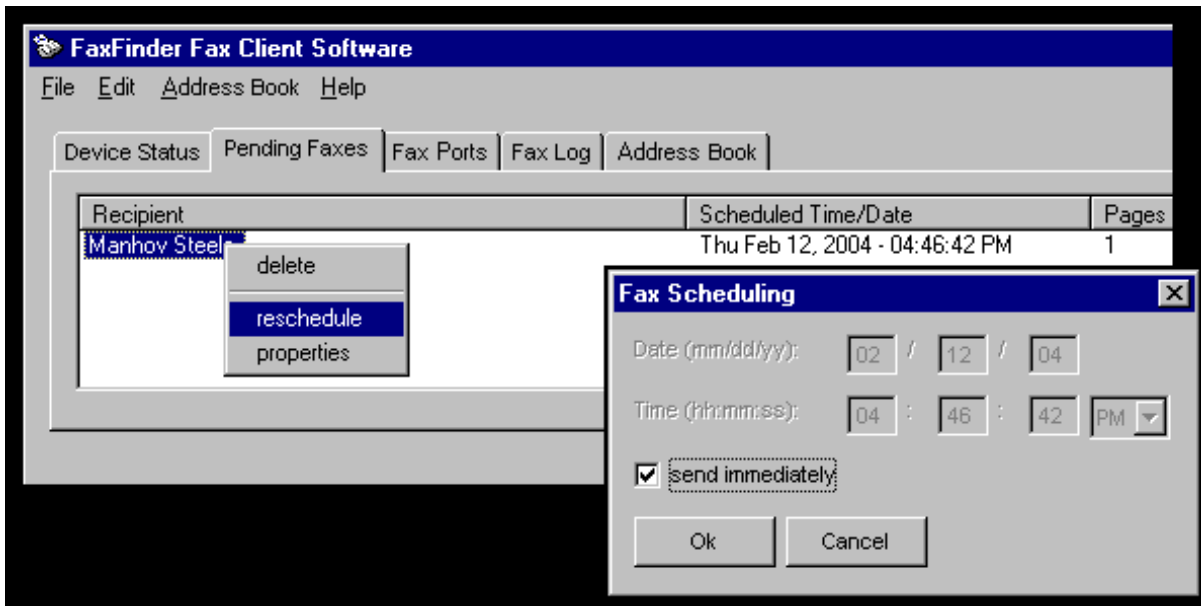 FaxFinder Fax Client Software
File Edit Address Book Help
Device Status Pending Faxes Fax Ports Fax Log Address Book
Recipient Scheduled Time/Date Pages
Manhov Steele Thu Feb 12, 2004 - 04:46:42 PM 1
delete
reschedule
properties
Fax Scheduling
Date (mm/dd/yy): 02 / 12 / 04
Time (hh:mm:ss): 04 : 46 : 42 PM
send immediately
Ok Cancel